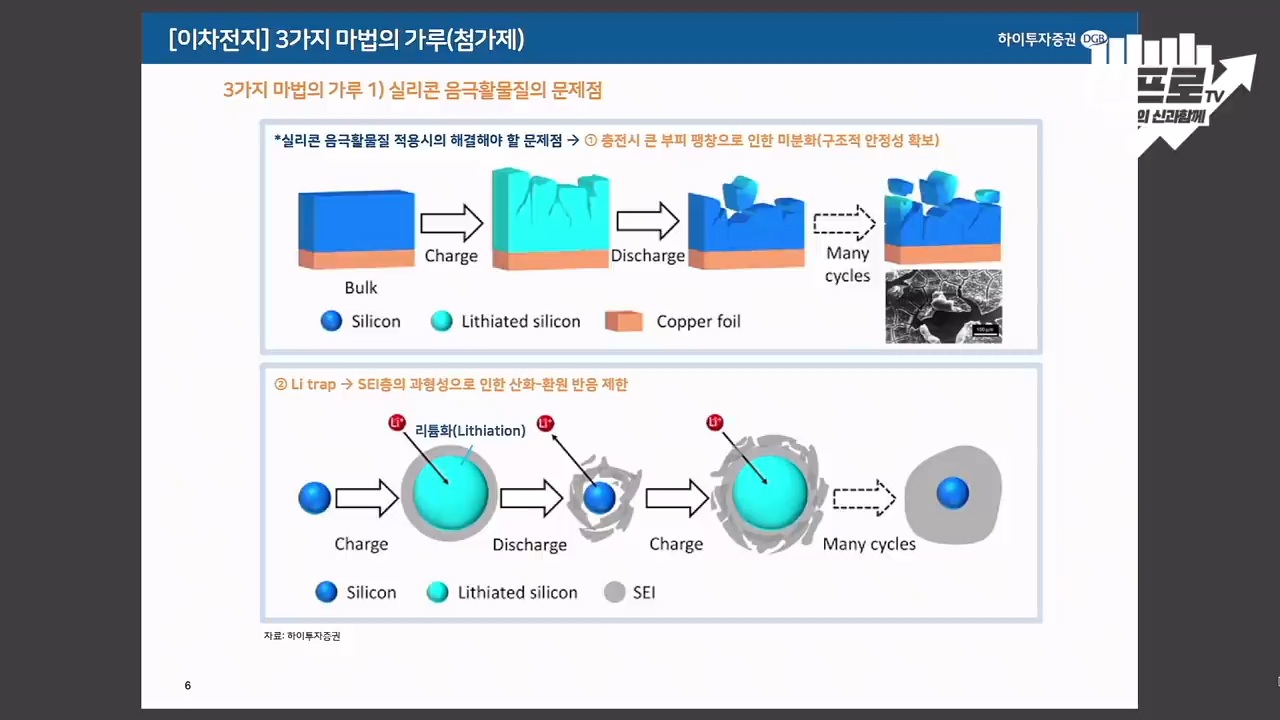 [이차전지] 3가지 마법의 가루(첨가제)
하이투자증권 DGB
프로TV
의 신과함께
3가지 마법의 가루 1) 실리콘 음극활물질의 문제점
*실리콘 음극활물질 적용시의 해결해야 할 문제점 → ① 충전시 큰 부피 팽창으로 인한 미분화(구조적 안정성 확보)
Charge
Discharge
Many
cycles
Bulk
Silicon
Lithiated silicon
Copper foil
100 µm
② Li trap → SEI층의 과형성으로 인한 산화-환원 반응 제한
Li⁺
리튬화(Lithiation)
Li⁺
Li⁺
Charge
Discharge
Charge
Many cycles
Silicon
Lithiated silicon
SEI
자료: 하이투자증권
6